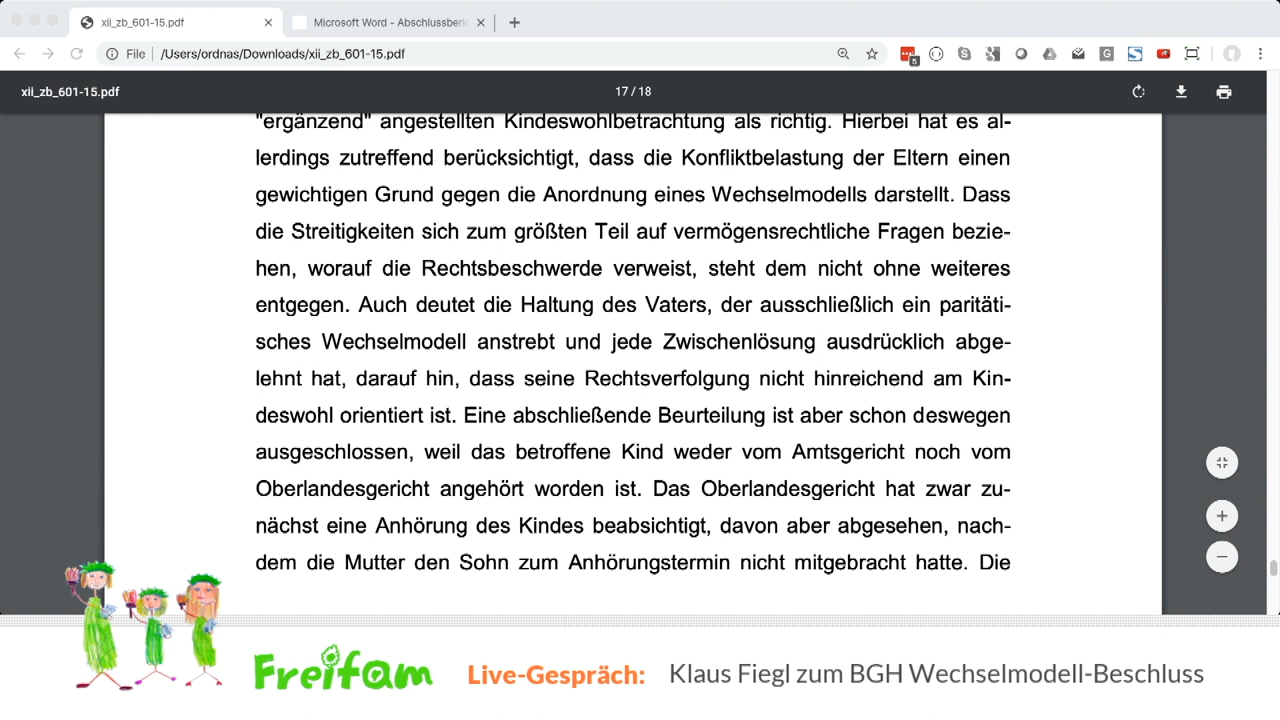 xii_zb_601-15.pdf
Microsoft Word - Abschlussberic
File
/Users/ordnas/Downloads/xii_zb_601-15.pdf
5
xii_zb_601-15.pdf
17 / 18
"ergänzend" angestellten Kindeswohlbetrachtung als richtig. Hierbei hat es al-
lerdings zutreffend berücksichtigt, dass die Konfliktbelastung der Eltern einen
gewichtigen Grund gegen die Anordnung eines Wechselmodells darstellt. Dass
die Streitigkeiten sich zum größten Teil auf vermögensrechtliche Fragen bezie-
hen, worauf die Rechtsbeschwerde verweist, steht dem nicht ohne weiteres
entgegen. Auch deutet die Haltung des Vaters, der ausschließlich ein paritäti-
sches Wechselmodell anstrebt und jede Zwischenlösung ausdrücklich abge-
lehnt hat, darauf hin, dass seine Rechtsverfolgung nicht hinreichend am Kin-
deswohl orientiert ist. Eine abschließende Beurteilung ist aber schon deswegen
ausgeschlossen, weil das betroffene Kind weder vom Amtsgericht noch vom
Oberlandesgericht angehört worden ist. Das Oberlandesgericht hat zwar zu-
nächst eine Anhörung des Kindes beabsichtigt, davon aber abgesehen, nach-
dem die Mutter den Sohn zum Anhörungstermin nicht mitgebracht hatte. Die
Freifam
Live-Gespräch: Klaus Fiegl zum BGH Wechselmodell-Beschluss